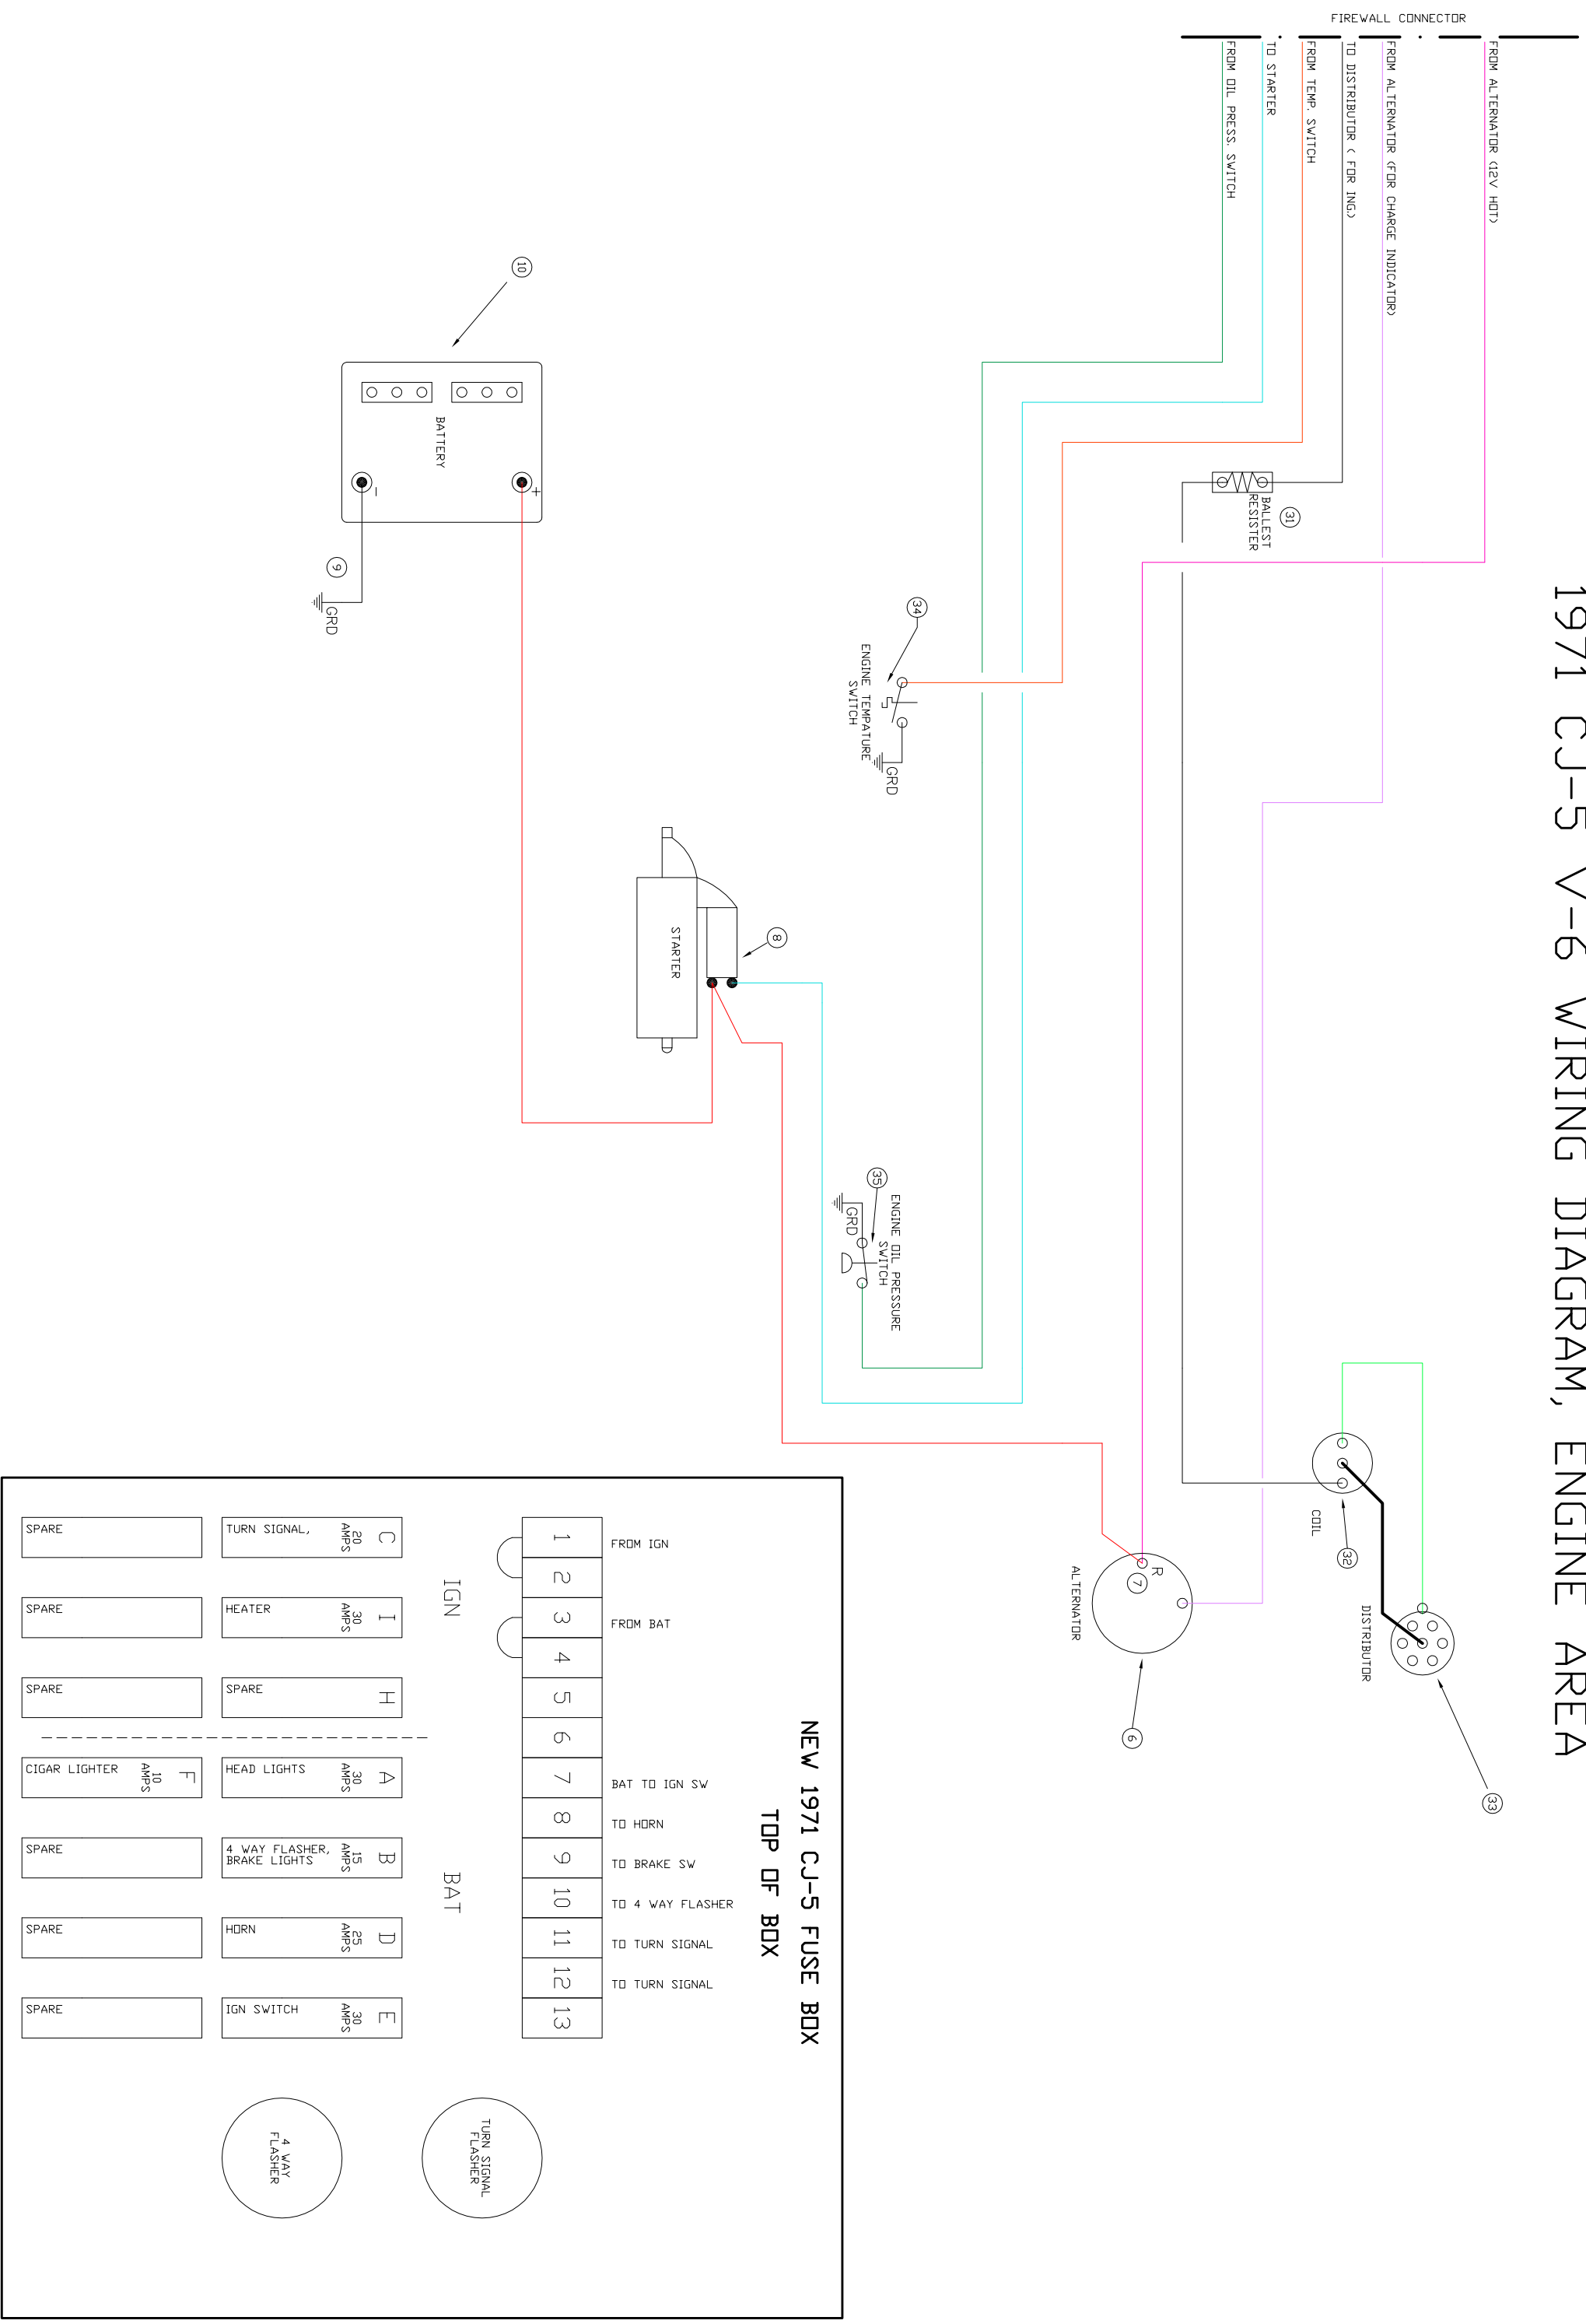 FIREWALL CONNECTOR
1971 CJ-5 V-6 WIRING DIAGRAM, ENGINE AREA
FROM ALTERNATOR (12V HOT)
FROM ALTERNATOR (FOR CHARGE INDICATOR)
TO DISTRIBUTOR ( FOR ING.)
FROM TEMP. SWITCH
TO STARTER
FROM OIL PRESS. SWITCH
10
BATTERY
+
-
9
GRD
31
BALLEST
RESISTER
34
ENGINE TEMPATURE
SWITCH
GRD
8
STARTER
35
ENGINE OIL PRESSURE
SWITCH
GRD
COIL
32
DISTRIBUTOR
33
R
7
ALTERNATOR
6
NEW 1971 CJ-5 FUSE BOX
TOP OF BOX
FROM IGN
FROM BAT
BAT TO IGN SW
TO HORN
TO BRAKE SW
TO 4 WAY FLASHER
TO TURN SIGNAL
TO TURN SIGNAL
1
2
3
4
5
6
7
8
9
10
11
12
13
IGN
BAT
C
20
AMPS
TURN SIGNAL,
I
30
AMPS
HEATER
H
SPARE
A
30
AMPS
HEAD LIGHTS
B
15
AMPS
4 WAY FLASHER,
BRAKE LIGHTS
D
25
AMPS
HORN
E
30
AMPS
IGN SWITCH
SPARE
SPARE
SPARE
F
10
AMPS
CIGAR LIGHTER
SPARE
SPARE
SPARE
TURN SIGNAL
FLASHER
4 WAY
FLASHER